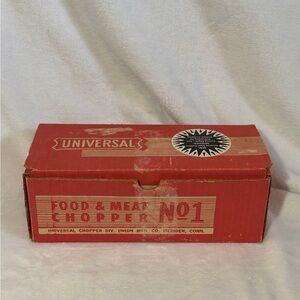 UNIVERSAL
FOOD & MEAT
CHOPPER
Nº1
UNIVERSAL CHOPPER DIV. UNION MFG. CO. MERIDEN, CONN.